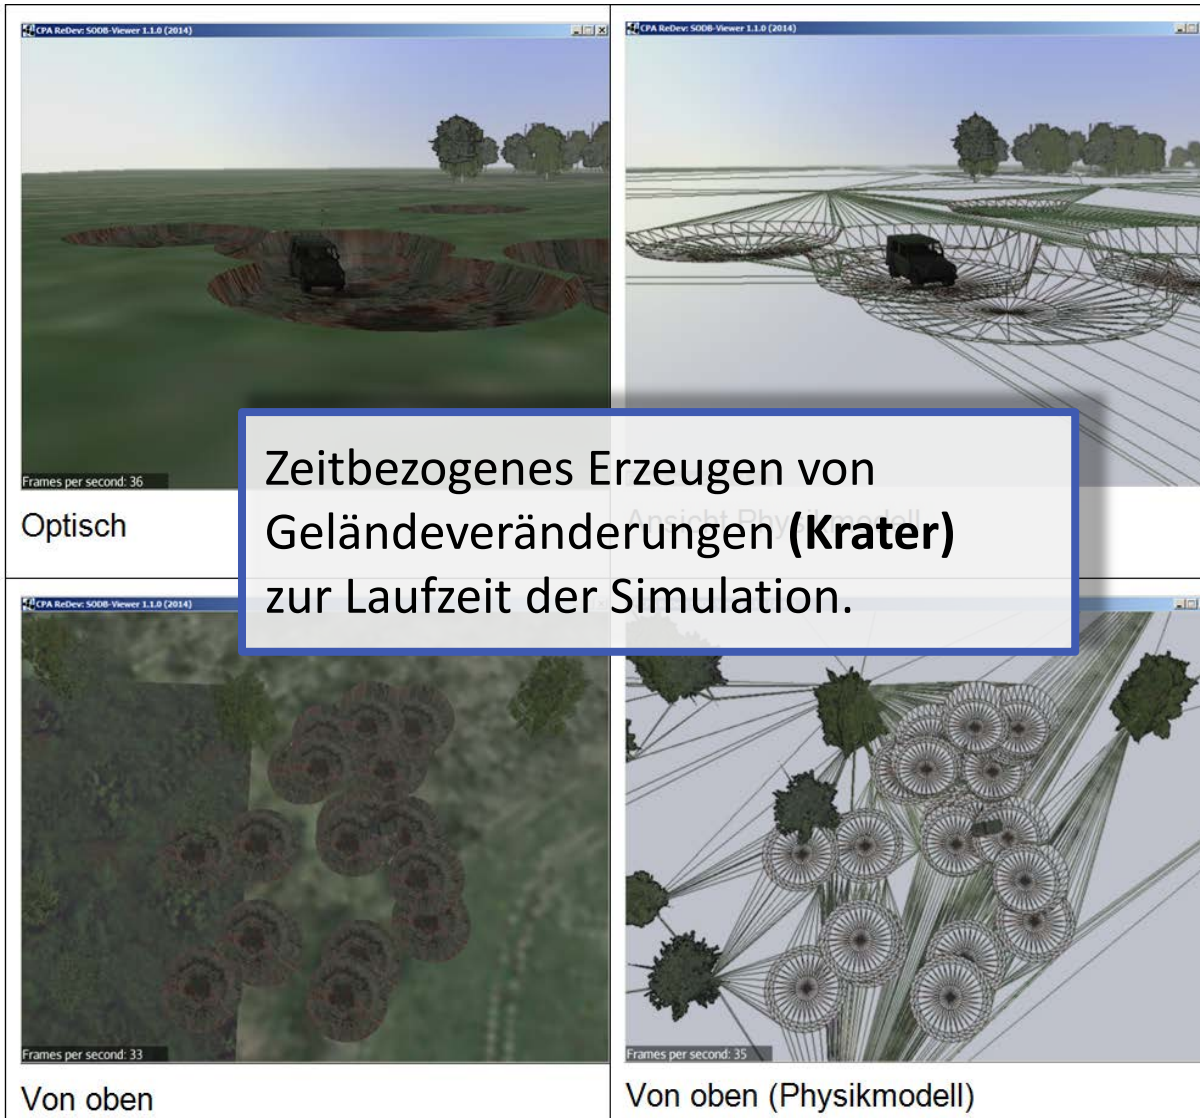 CPA ReDev: SODB-Viewer 1.1.0 (2014)
CPA ReDev: SODB-Viewer 1.1.0 (2014)
Frames per second: 36
Optisch
Ansicht Physikmodell
Zeitbezogenes Erzeugen von
Geländeveränderungen (Krater)
zur Laufzeit der Simulation.
CPA ReDev: SODB-Viewer 1.1.0 (2014)
Frames per second: 33
Frames per second: 35
Von oben
Von oben (Physikmodell)